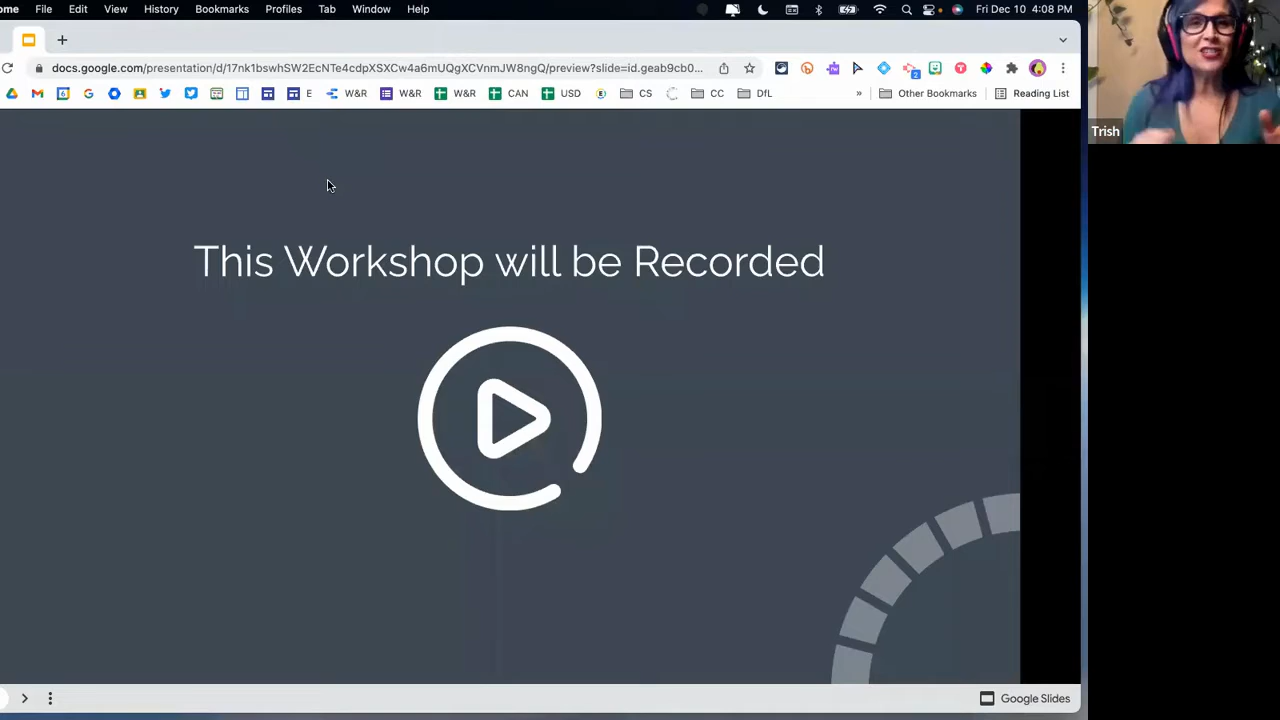 ome File Edit View History Bookmarks Profiles Tab Window Help Fri Dec 10 4:08 PM
docs.google.com/presentation/d/17nk1bswhSW2EcNTe4cdpXSXCw4a6mUQgXCVnnUVvngQ/preview?slide=id.geab9cb0...
E W&R W&R W&R CAN USD CS CC DfL » Other Bookmarks Reading List
Trish
This Workshop will be Recorded
Google Slides